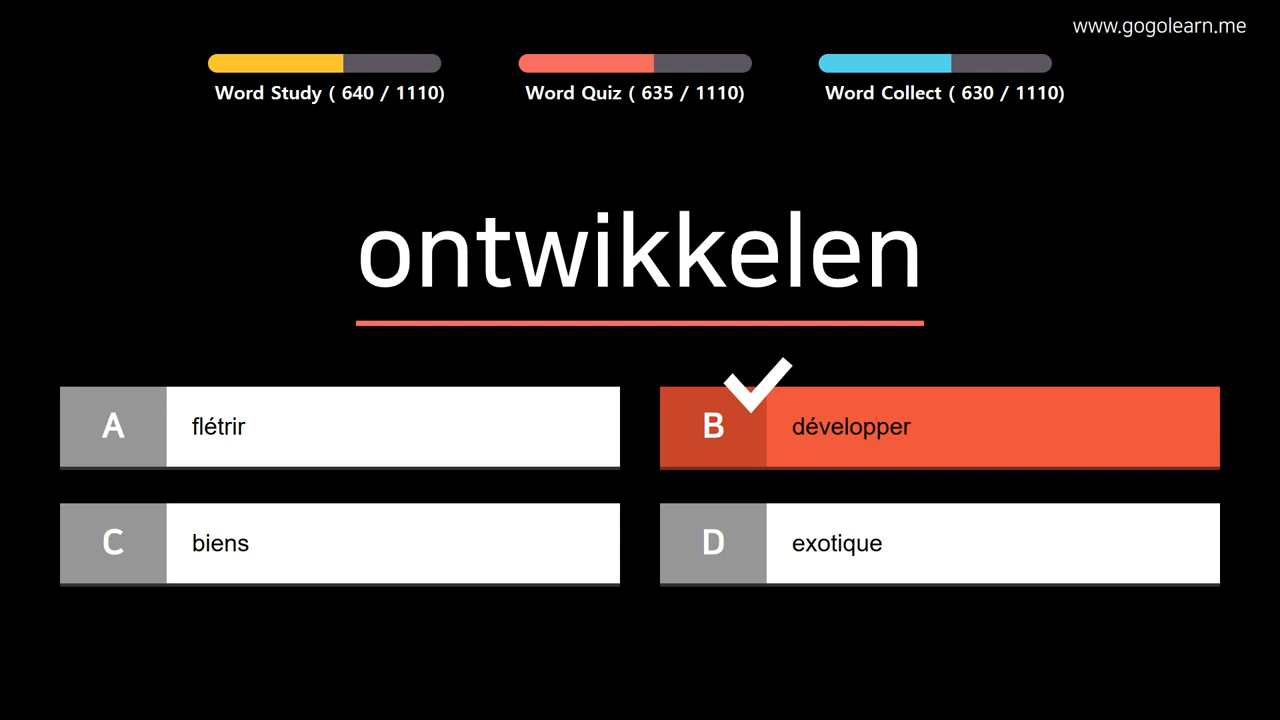 www.gogolearn.me
Word Study ( 640 / 1110)
Word Quiz ( 635 / 1110)
Word Collect ( 630 / 1110)
ontwikkelen
A flétrir
B développer
C biens
D exotique